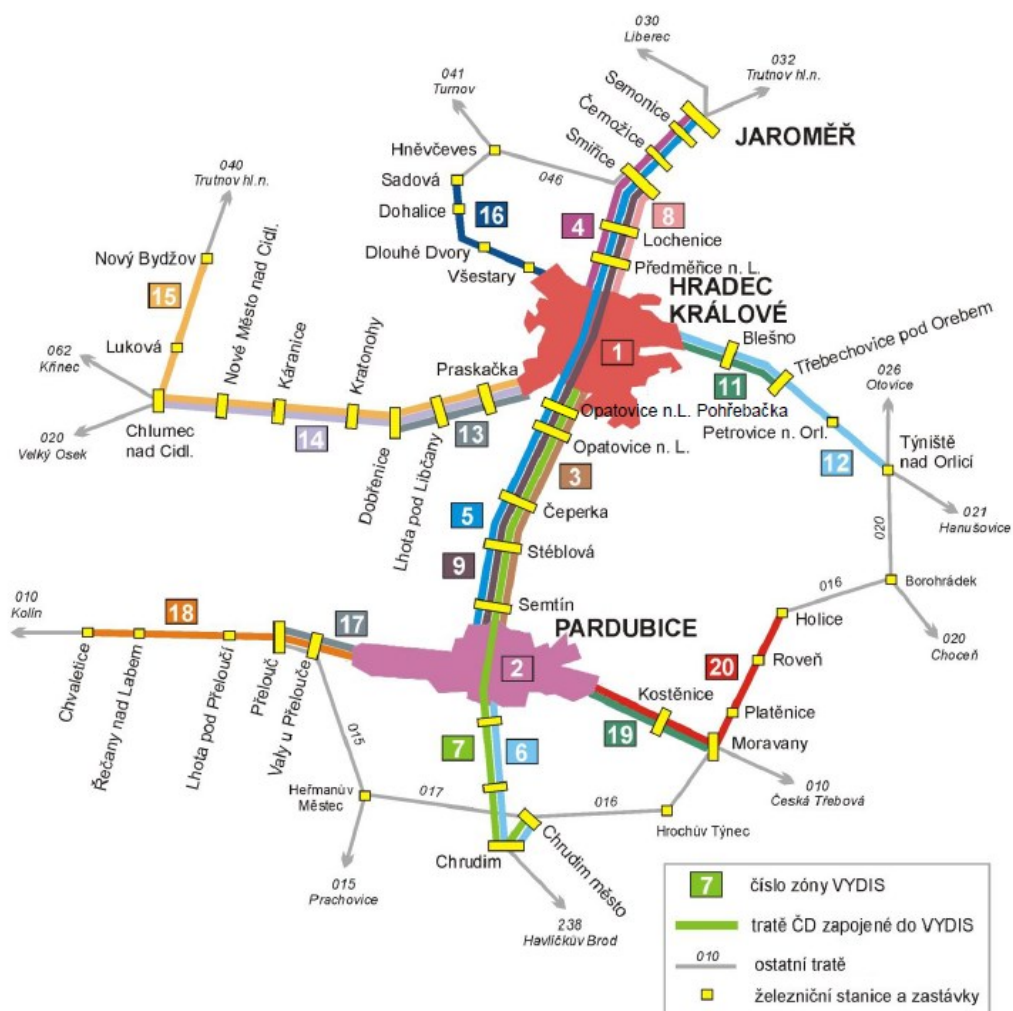 030
Liberec
032
Trutnov hl.n.
041
Turnov
Semonice
Černožice
Smiřice
JAROMĚŘ
Hněvčeves
046
040
Trutnov hl.n.
Sadová
Dohalice
16
4
8
Lochenice
Dlouhé Dvory
Předměřice n. L.
Všestary
Nový Bydžov
15
Nové Město nad Cidl.
HRADEC
KRÁLOVÉ
Blešno
Třebechovice pod Orebem
Luková
062
Křinec
Káranice
Kratonohy
Praskačka
1
11
026
Otovice
Opatovice n.L. Pohřebačka
Petrovice n. Orl.
Chlumec
nad Cidl.
020
Velký Osek
14
13
Opatovice n. L.
12
Týniště
nad Orlicí
Dobřenice
Lhota pod Libčany
3
5
Čeperka
021
Hanušovice
020
9
Stéblová
016
Borohrádek
Semtín
010
Kolín
18
17
PARDUBICE
Holice
020
Choceň
2
20
Roveň
Chvaletice
Řečany nad Labem
Lhota pod Přeloučí
Přelouč
Valy u Přelouče
Kostěnice
Platěnice
19
7
6
Moravany
015
010
Česká Třebová
Heřmanův
Městec
017
016
Hrochův Týnec
Chrudim
Chrudim město
015
Prachovice
238
Havlíčkův Brod
7
číslo zóny VYDIS
tratě ČD zapojené do VYDIS
010
ostatní tratě
železniční stanice a zastávky